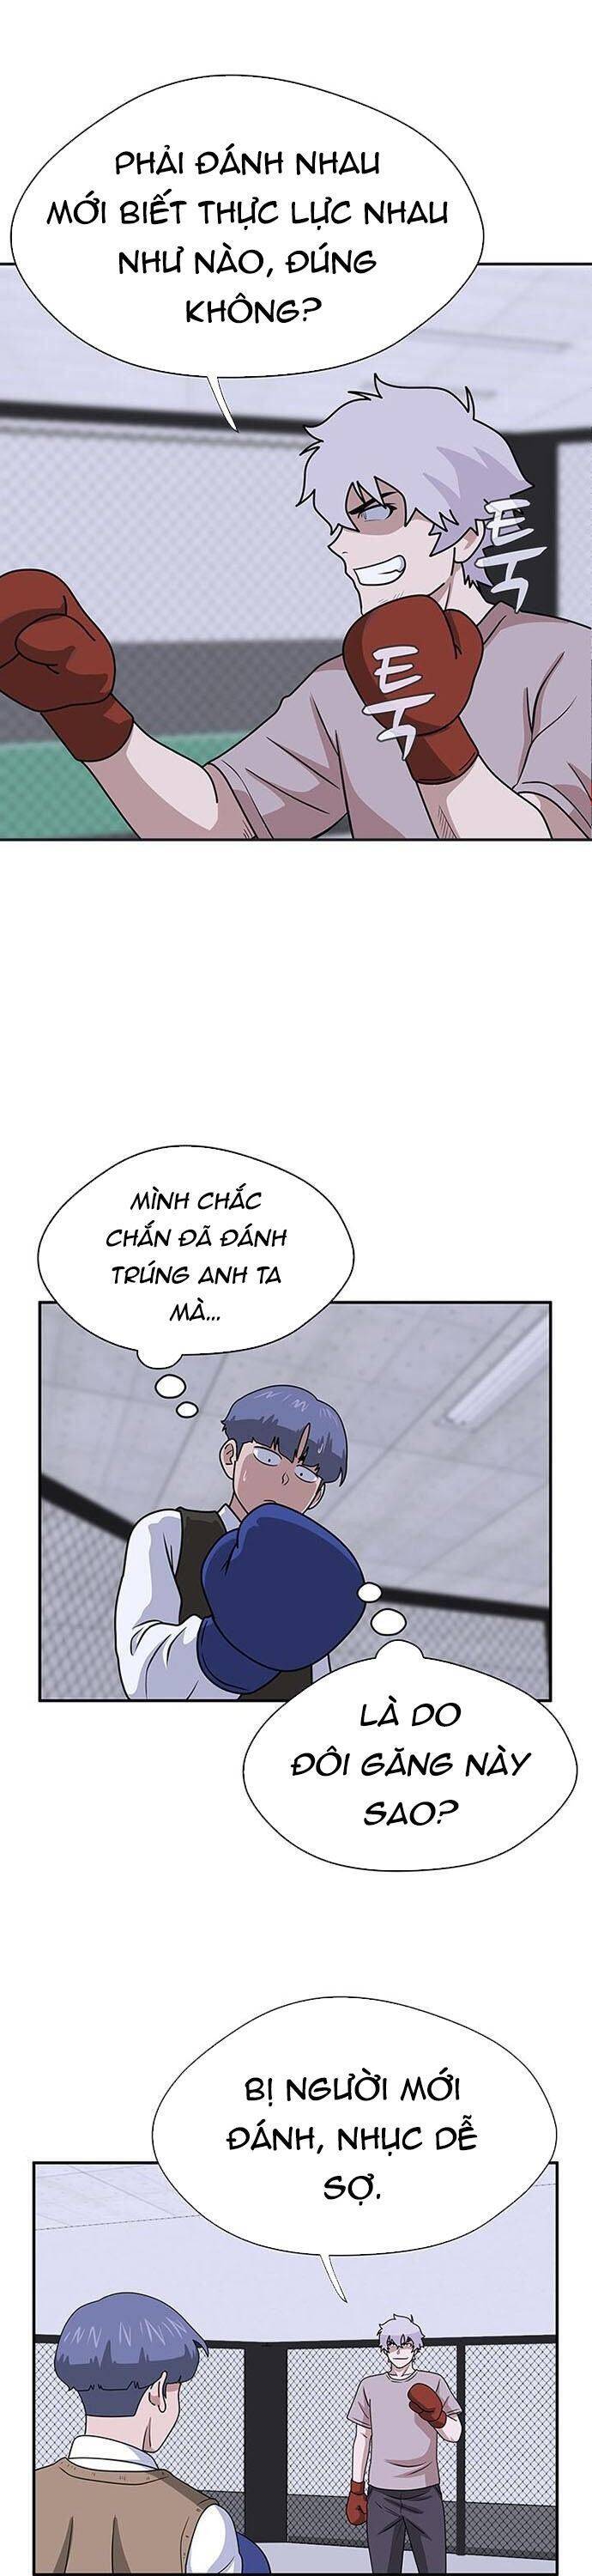 PHẢI ĐÁNH NHAU
MỚI BIẾT THỰC LỰC NHAU
NHƯ NÀO, ĐÚNG
KHÔNG?
툭
툭
MÌNH CHẮC
CHẮN ĐÃ ĐÁNH
TRÚNG ANH TA
MÀ...
LÀ DO
ĐÔI GĂNG NÀY
SAO?
BỊ NGƯỜI MỚI
ĐÁNH, NHỤC DỄ
SỢ.